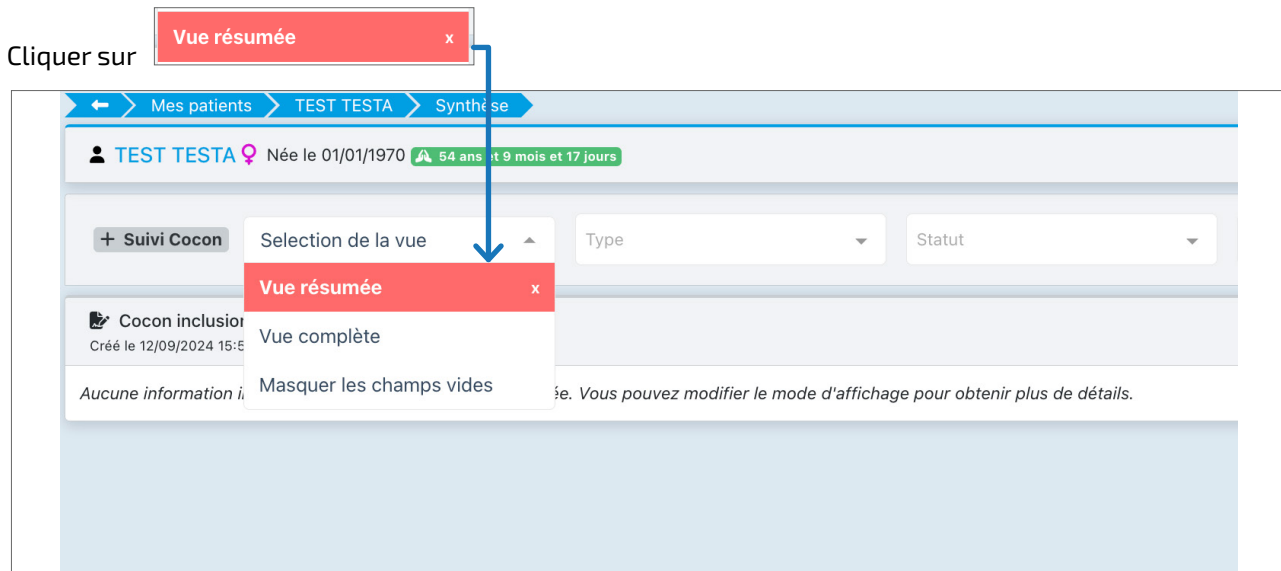 Vue résumée x
Cliquer sur
Mes patients TEST TESTA Synthèse
TEST TESTA Née le 01/01/1970 54 ans et 9 mois et 17 jours
+ Suivi Cocon Selection de la vue Type Statut
Vue résumée x
Cocon inclusion
Créé le 12/09/2024 15:5
Vue complète
Masquer les champs vides
Aucune information ée. Vous pouvez modifier le mode d'affichage pour obtenir plus de détails.